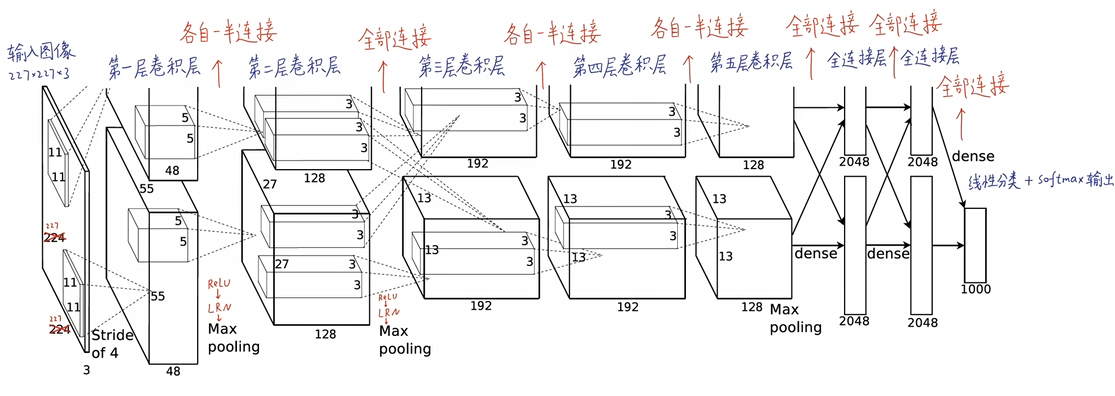 各自一半连接
全部连接
各自一半连接
各自一半连接
全部连接
全部连接
输入图像
227×227×3
第一层卷积层
第二层卷积层
第三层卷积层
第四层卷积层
第五层卷积层
全连接层
全连接层
全部连接
11
11
5
5
48
3
3
3
3
128
3
3
192
3
3
192
128
2048
2048
dense
线性分类 + softmax 输出
227
224
55
5
5
27
3
3
13
13
3
3
13
13
3
3
13
13
dense
dense
11
11
55
27
3
3
227
224
Stride
of 4
3
48
ReLU
LRN
Max
pooling
128
ReLU
LRN
Max
pooling
192
192
128
Max
pooling
2048
2048
1000